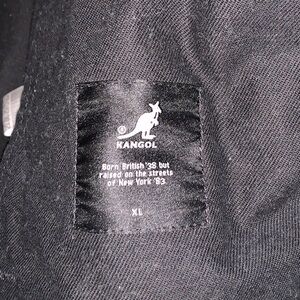 ®
KANGOL
Born British '38 but
raised on the streets
of New York '83.
XL